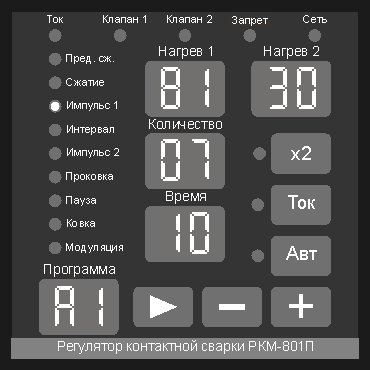 Ток Клапан 1 Клапан 2 Запрет Сеть
Нагрев 1 Нагрев 2
Пред. сж.
Сжатие
Импульс 1
Интервал
Импульс 2
Проковка
Пауза
Ковка
Модуляция
81 30
Количество
07
x2
Время
10
Ток
Авт
Программа
A1
Регулятор контактной сварки РКМ-801П